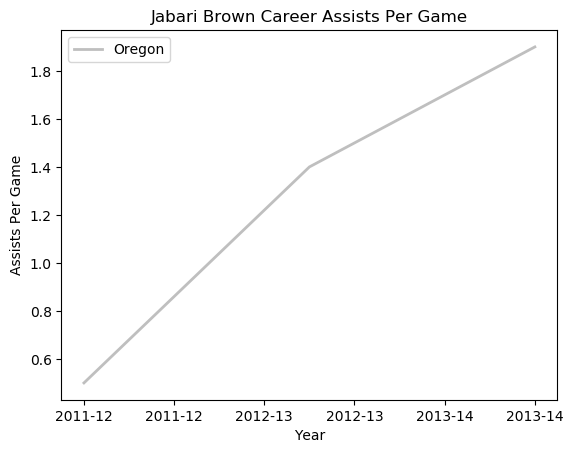 Jabari Brown Career Assists Per Game
Oregon
1.8
1.6
1.4
1.2
1.0
0.8
0.6
Assists Per Game
2011-12 2011-12 2012-13 2012-13 2013-14 2013-14
Year